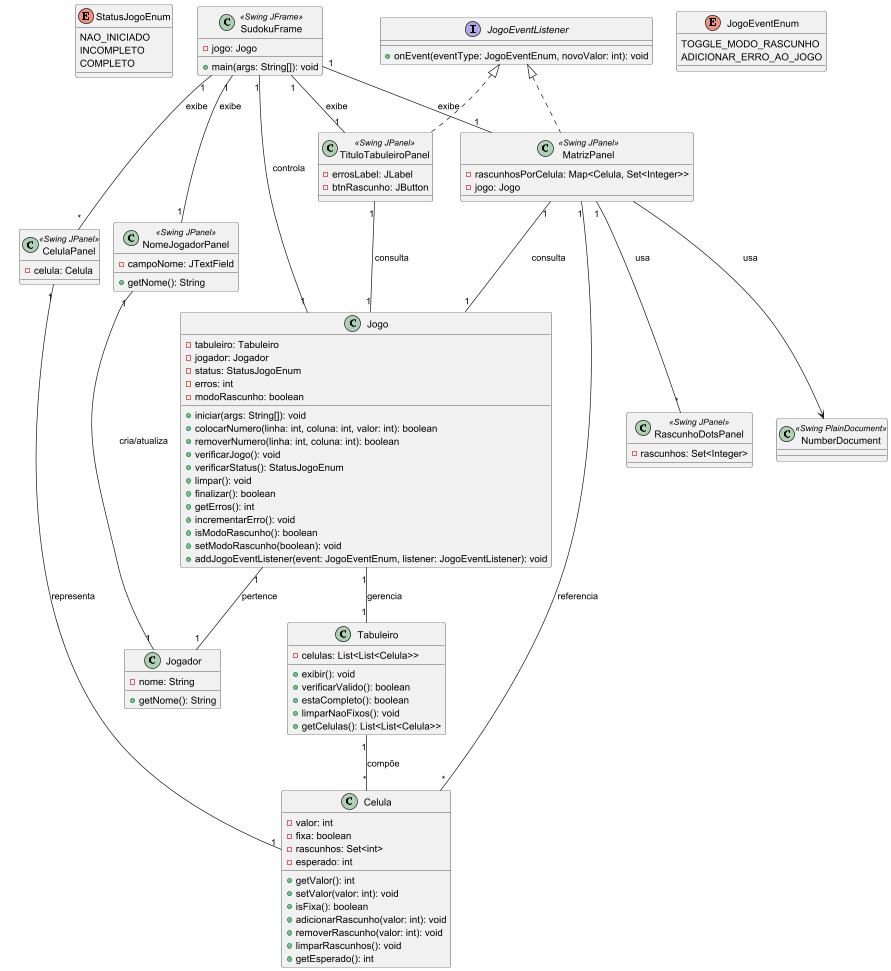 E StatusJogoEnum
NAO_INICIADO
INCOMPLETO
COMPLETO
C «Swing JFrame»
SudokuFrame
jogo: Jogo
main(args: String[]): void
I JogoEventListener
onEvent(eventType: JogoEventEnum, novoValor: int): void
E JogoEventEnum
TOGGLE_MODO_RASCUNHO
ADICIONAR_ERRO_AO_JOGO
1
1
1
1
1
exibe
exibe
exibe
exibe
controla
1
1
C «Swing JPanel»
TituloTabuleiroPanel
errosLabel: JLabel
btnRascunho: JButton
C «Swing JPanel»
MatrizPanel
rascunhosPorCelula: Map<Celula, Set<Integer>>
jogo: Jogo
*
1
C «Swing JPanel»
CelulaPanel
celula: Celula
C «Swing JPanel»
NomeJogadorPanel
campoNome: JTextField
getNome(): String
1
1
1
1
consulta
consulta
usa
usa
1
1
1
1
1
C Jogo
tabuleiro: Tabuleiro
jogador: Jogador
status: StatusJogoEnum
erros: int
modoRascunho: boolean
iniciar(args: String[]): void
colocarNumero(linha: int, coluna: int, valor: int): boolean
removerNumero(linha: int, coluna: int): boolean
verificarJogo(): void
verificarStatus(): StatusJogoEnum
limpar(): void
finalizar(): boolean
getErros(): int
incrementarErro(): void
isModoRascunho(): boolean
setModoRascunho(boolean): void
addJogoEventListener(event: JogoEventEnum, listener: JogoEventListener): void
cria/atualiza
*
C «Swing JPanel»
RascunhoDotsPanel
rascunhos: Set<Integer>
C «Swing PlainDocument»
NumberDocument
1
1
representa
pertence
gerencia
referencia
1
1
1
C Jogador
nome: String
getNome(): String
C Tabuleiro
celulas: List<List<Celula>>
exibir(): void
verificarValido(): boolean
estaCompleto(): boolean
limparNaoFixos(): void
getCelulas(): List<List<Celula>>
1
compõe
*
*
1
C Celula
valor: int
fixa: boolean
rascunhos: Set<int>
esperado: int
getValor(): int
setValor(valor: int): void
isFixa(): boolean
adicionarRascunho(valor: int): void
removerRascunho(valor: int): void
limparRascunhos(): void
getEsperado(): int